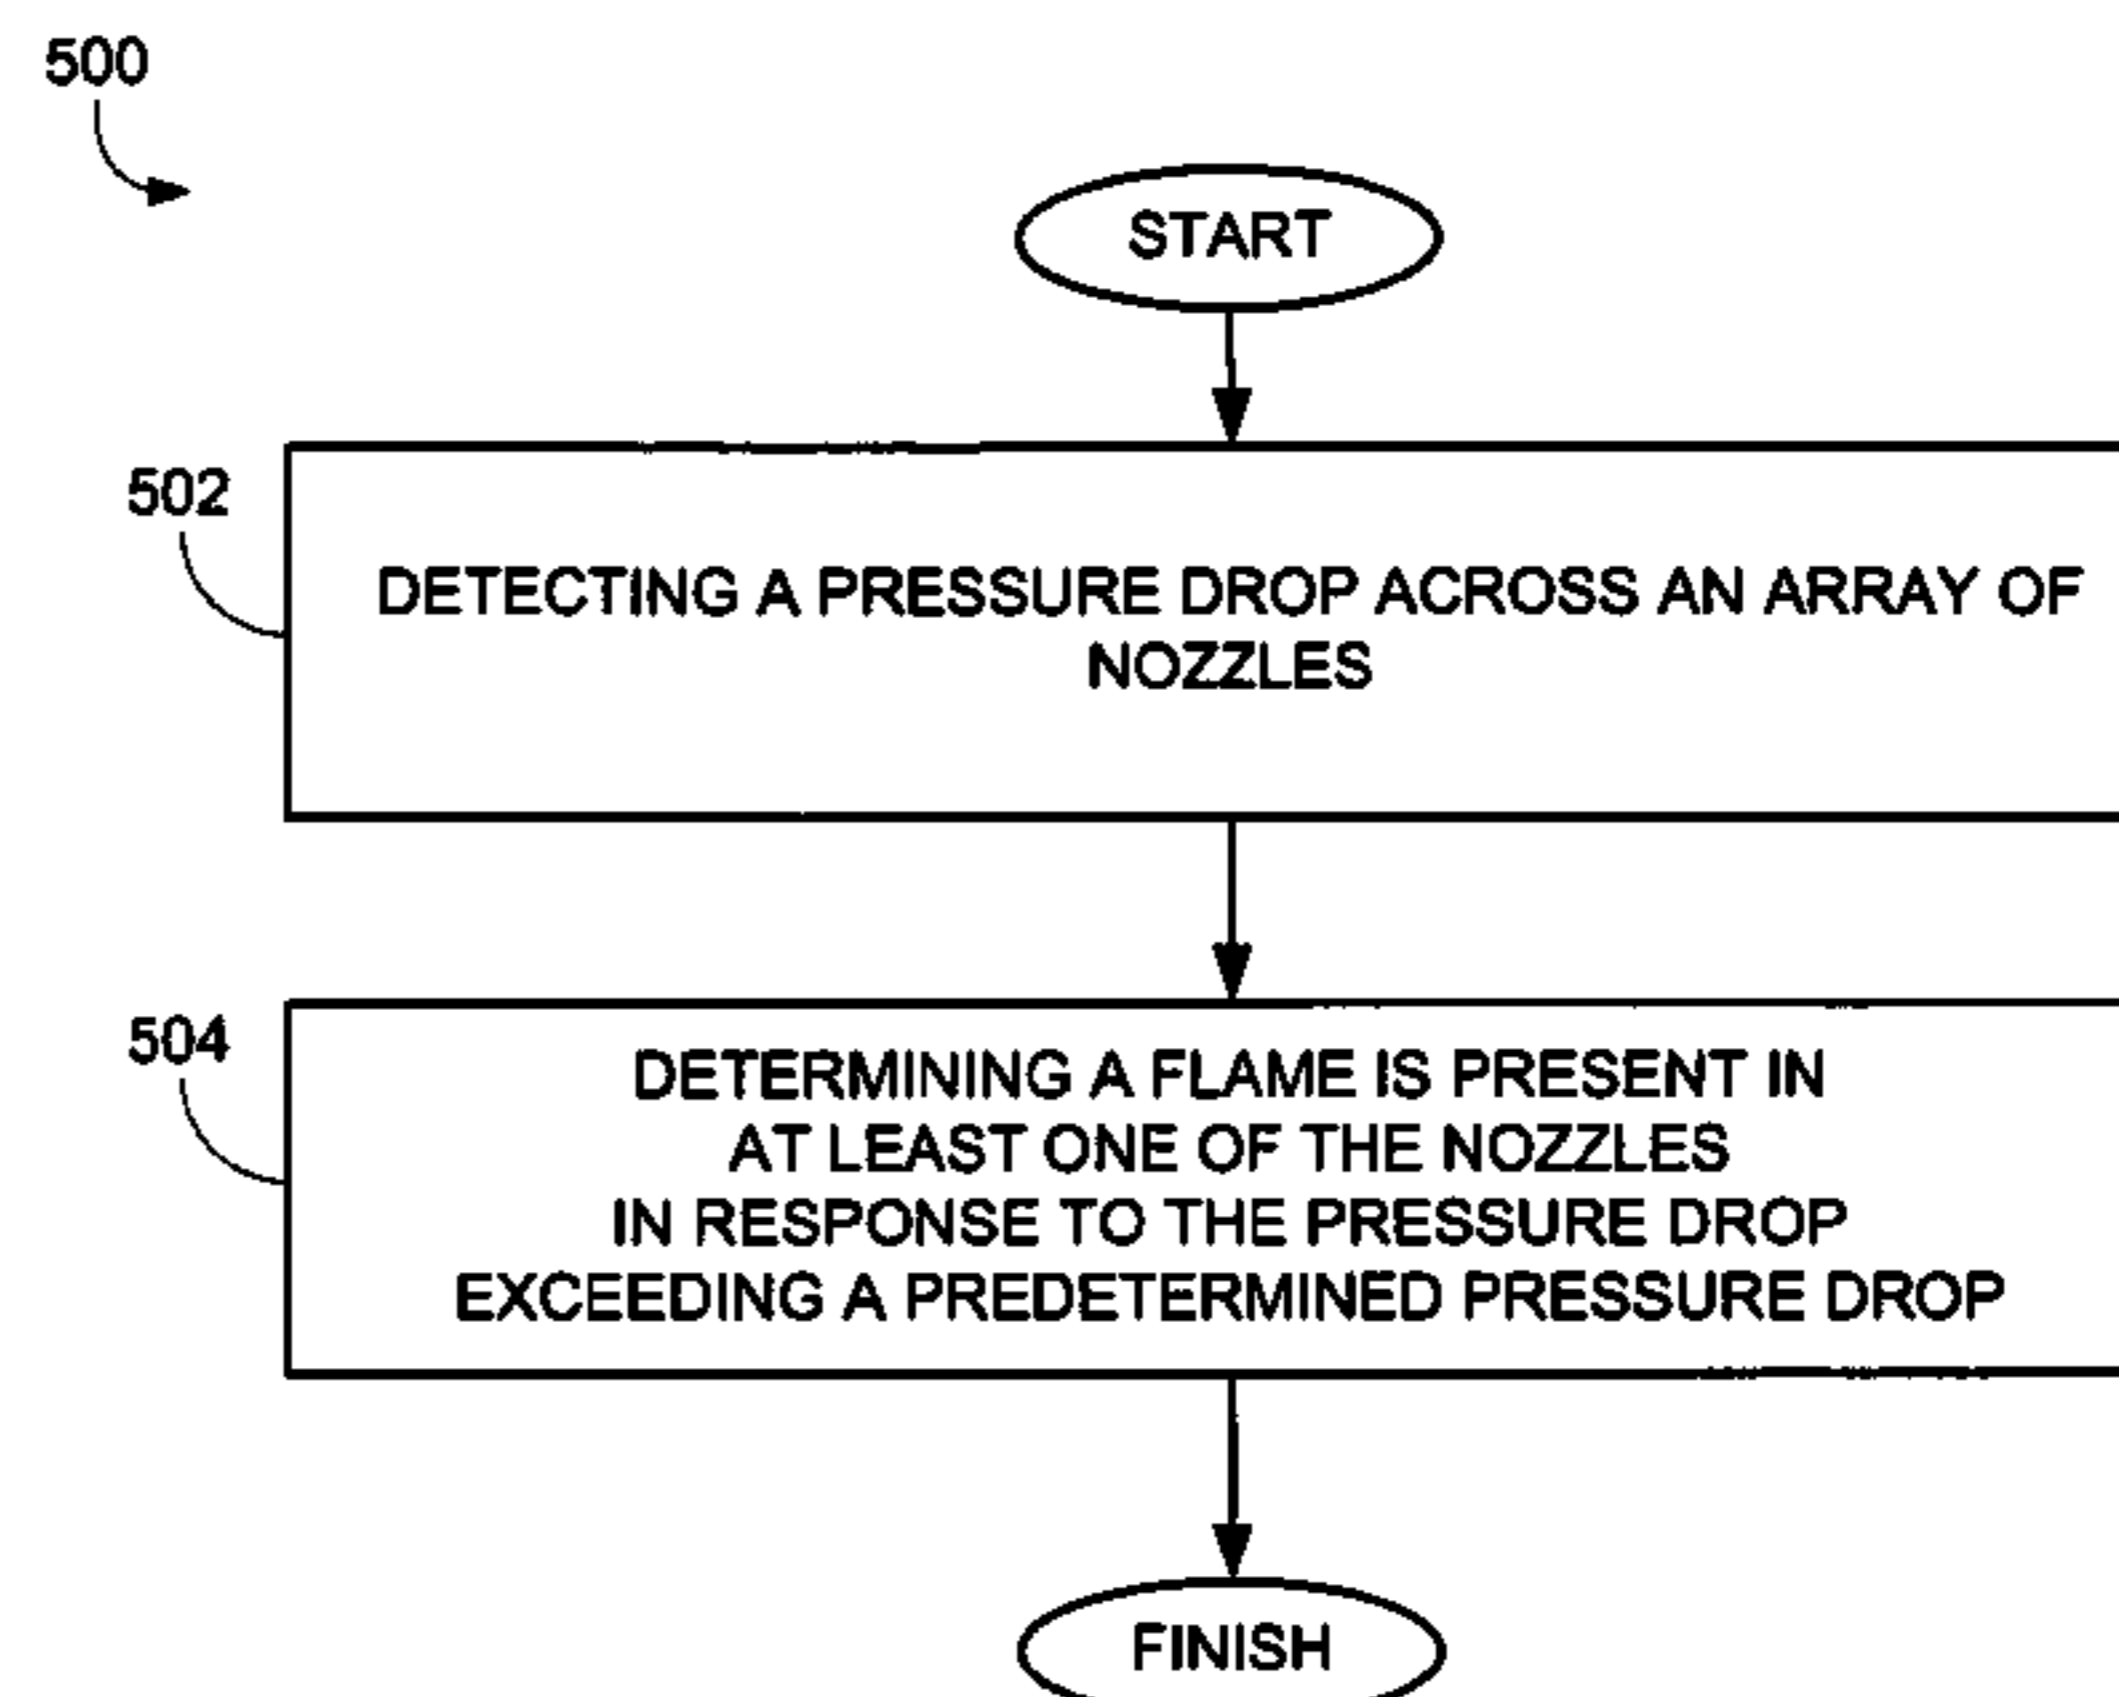 500
START
502
DETECTING A PRESSURE DROP ACROSS AN ARRAY OF
NOZZLES
504
DETERMINING A FLAME IS PRESENT IN
AT LEAST ONE OF THE NOZZLES
IN RESPONSE TO THE PRESSURE DROP
EXCEEDING A PREDETERMINED PRESSURE DROP
FINISH